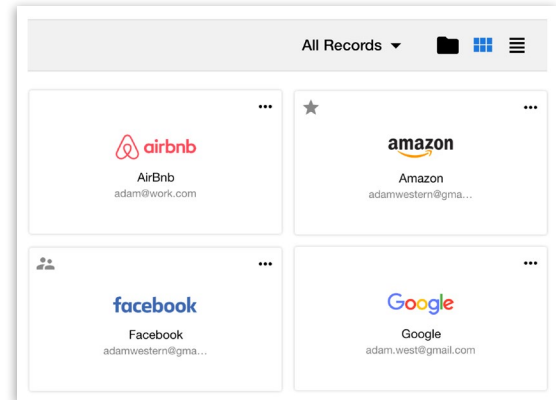 All Records
airbnb
AirBnb
adam@work.com
amazon
Amazon
adamwestern@gma...
facebook
Facebook
adamwestern@gma...
Google
Google
adam.west@gmail.com